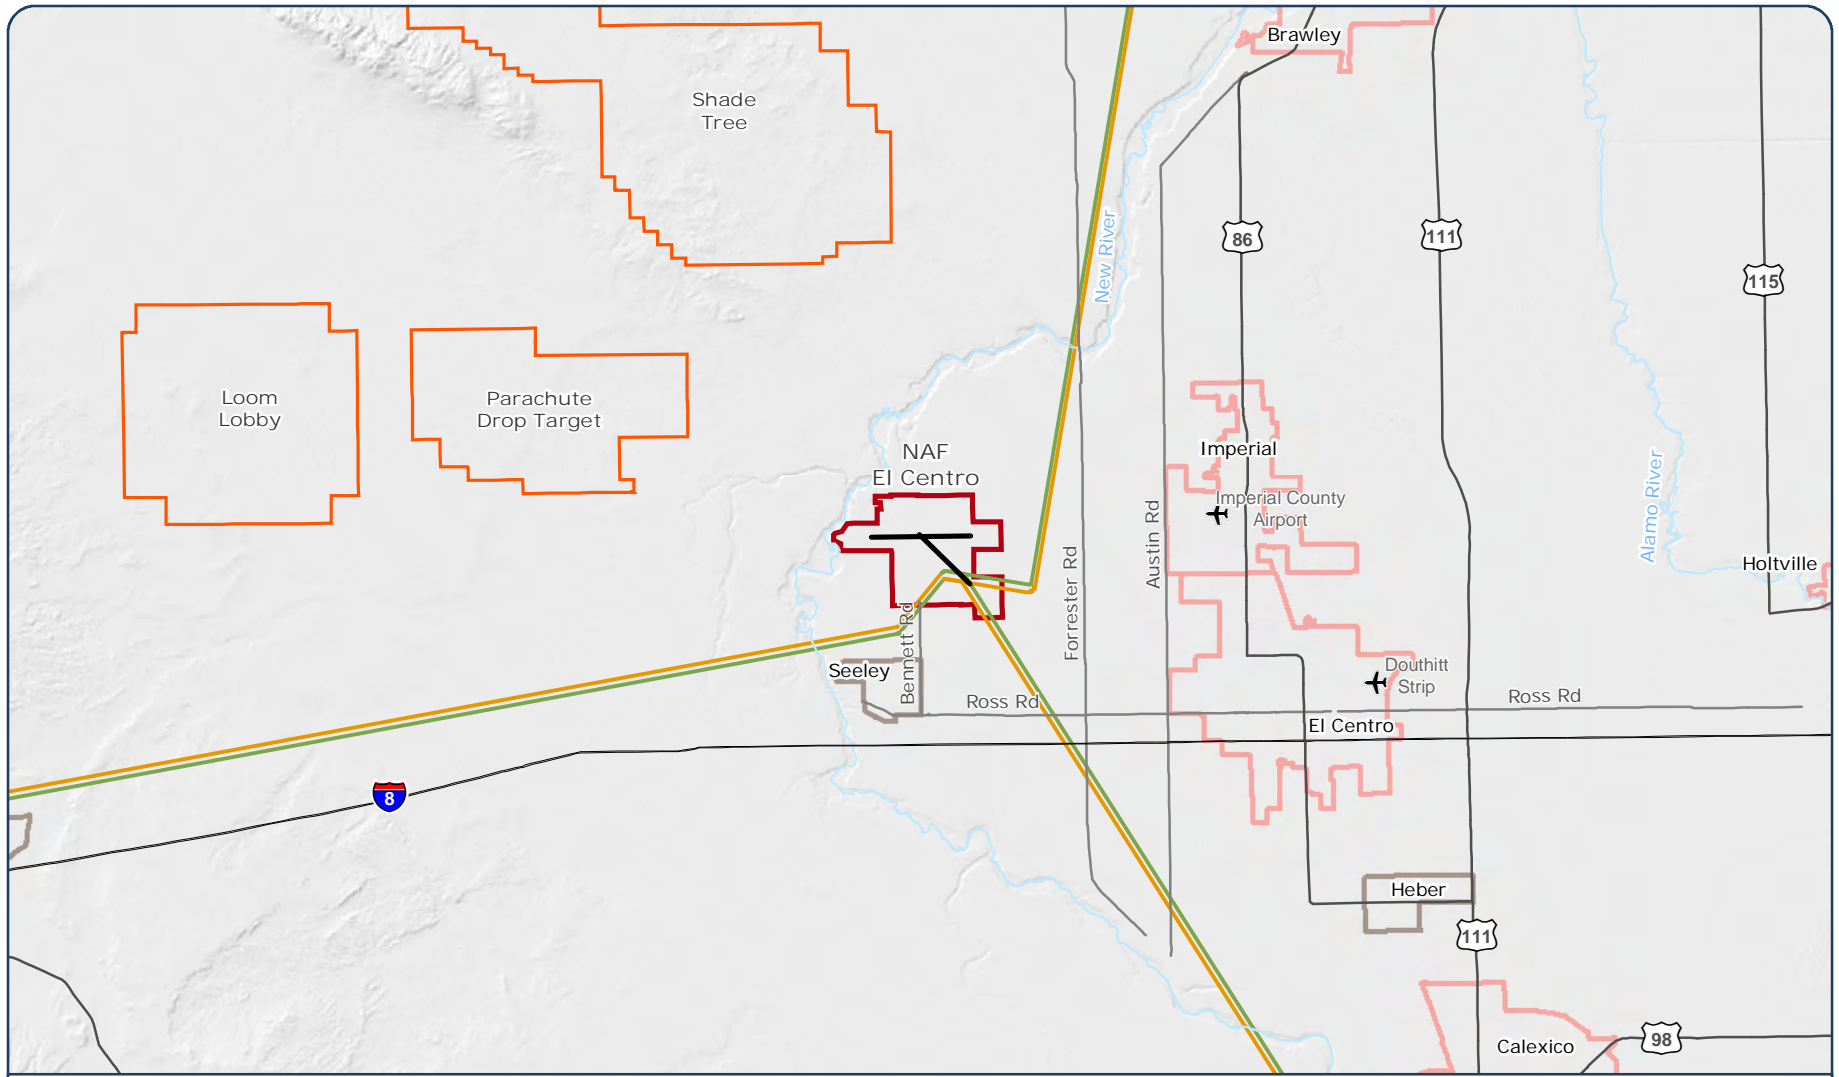 Brawley
Shade
Tree
New River
86
111
115
Loom
Lobby
Parachute
Drop Target
NAF
El Centro
Imperial
Imperial County
Airport
Alamo River
Austin Rd
Forrester Rd
Holtville
Bennett Rd
Seeley
Ross Rd
Douthitt
Strip
Ross Rd
El Centro
8
Heber
111
Calexico
98